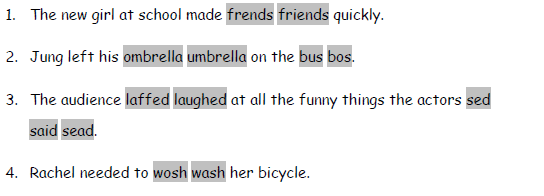 1. The new girl at school made frends friends quickly.
2. Jung left his ombrella umbrella on the bus bos.
3. The audience laffed laughed at all the funny things the actors sed
said sead.
4. Rachel needed to wosh wash her bicycle.